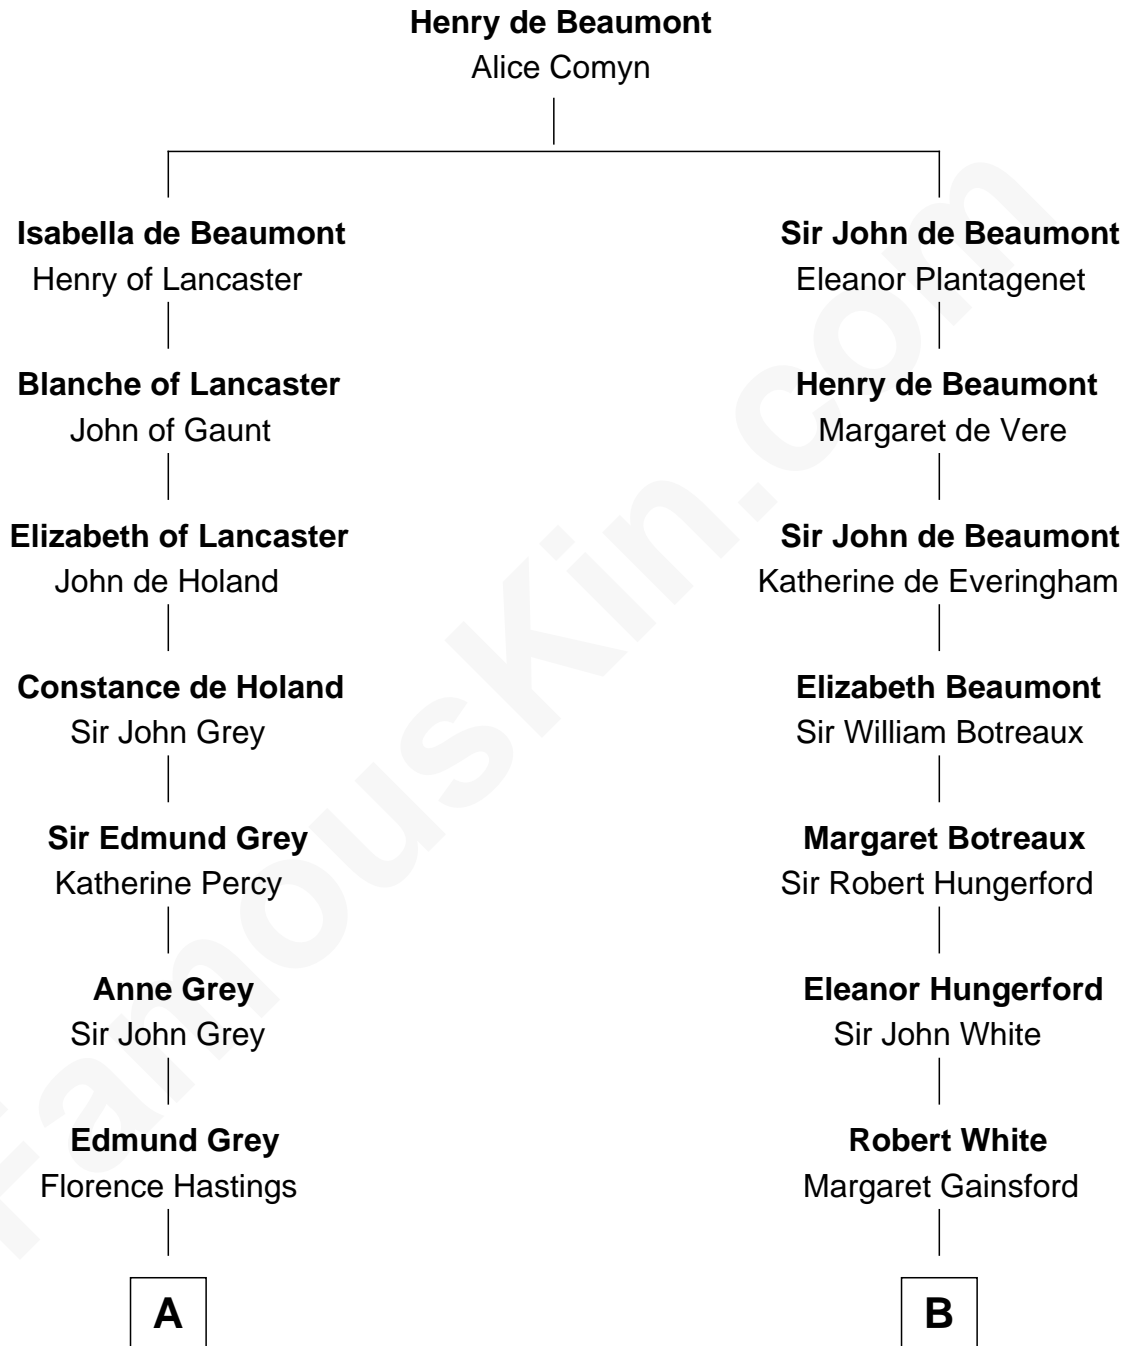 Henry de Beaumont
Alice Comyn
Isabella de Beaumont
Henry of Lancaster
Sir John de Beaumont
Eleanor Plantagenet
Blanche of Lancaster
John of Gaunt
Henry de Beaumont
Margaret de Vere
Elizabeth of Lancaster
John de Holand
Sir John de Beaumont
Katherine de Everingham
Constance de Holand
Sir John Grey
Elizabeth Beaumont
Sir William Botreaux
Sir Edmund Grey
Katherine Percy
Margaret Botreaux
Sir Robert Hungerford
Anne Grey
Sir John Grey
Eleanor Hungerford
Sir John White
Edmund Grey
Florence Hastings
Robert White
Margaret Gainsford
A
B
FamousKin.com